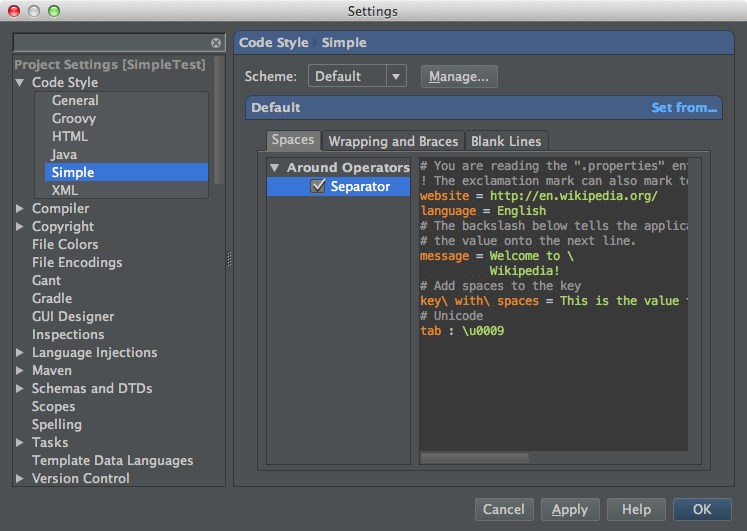 Settings
Project Settings [SimpleTest]
Code Style
General
Groovy
HTML
Java
Simple
XML
Compiler
Copyright
File Colors
File Encodings
Gant
Gradle
GUI Designer
Inspections
Language Injections
Maven
Schemas and DTDs
Scopes
Spelling
Tasks
Template Data Languages
Version Control
Code Style › Simple
Scheme: Default Manage...
Default Set from...
Spaces Wrapping and Braces Blank Lines
Around Operators
Separator
# You are reading the ".properties" en
! The exclamation mark can also mark t
website = http://en.wikipedia.org/
language = English
# The backslash below tells the applica
# the value onto the next line.
message = Welcome to \
Wikipedia!
# Add spaces to the key
key\ with\ spaces = This is the value
# Unicode
tab : \u0009
Cancel Apply Help OK